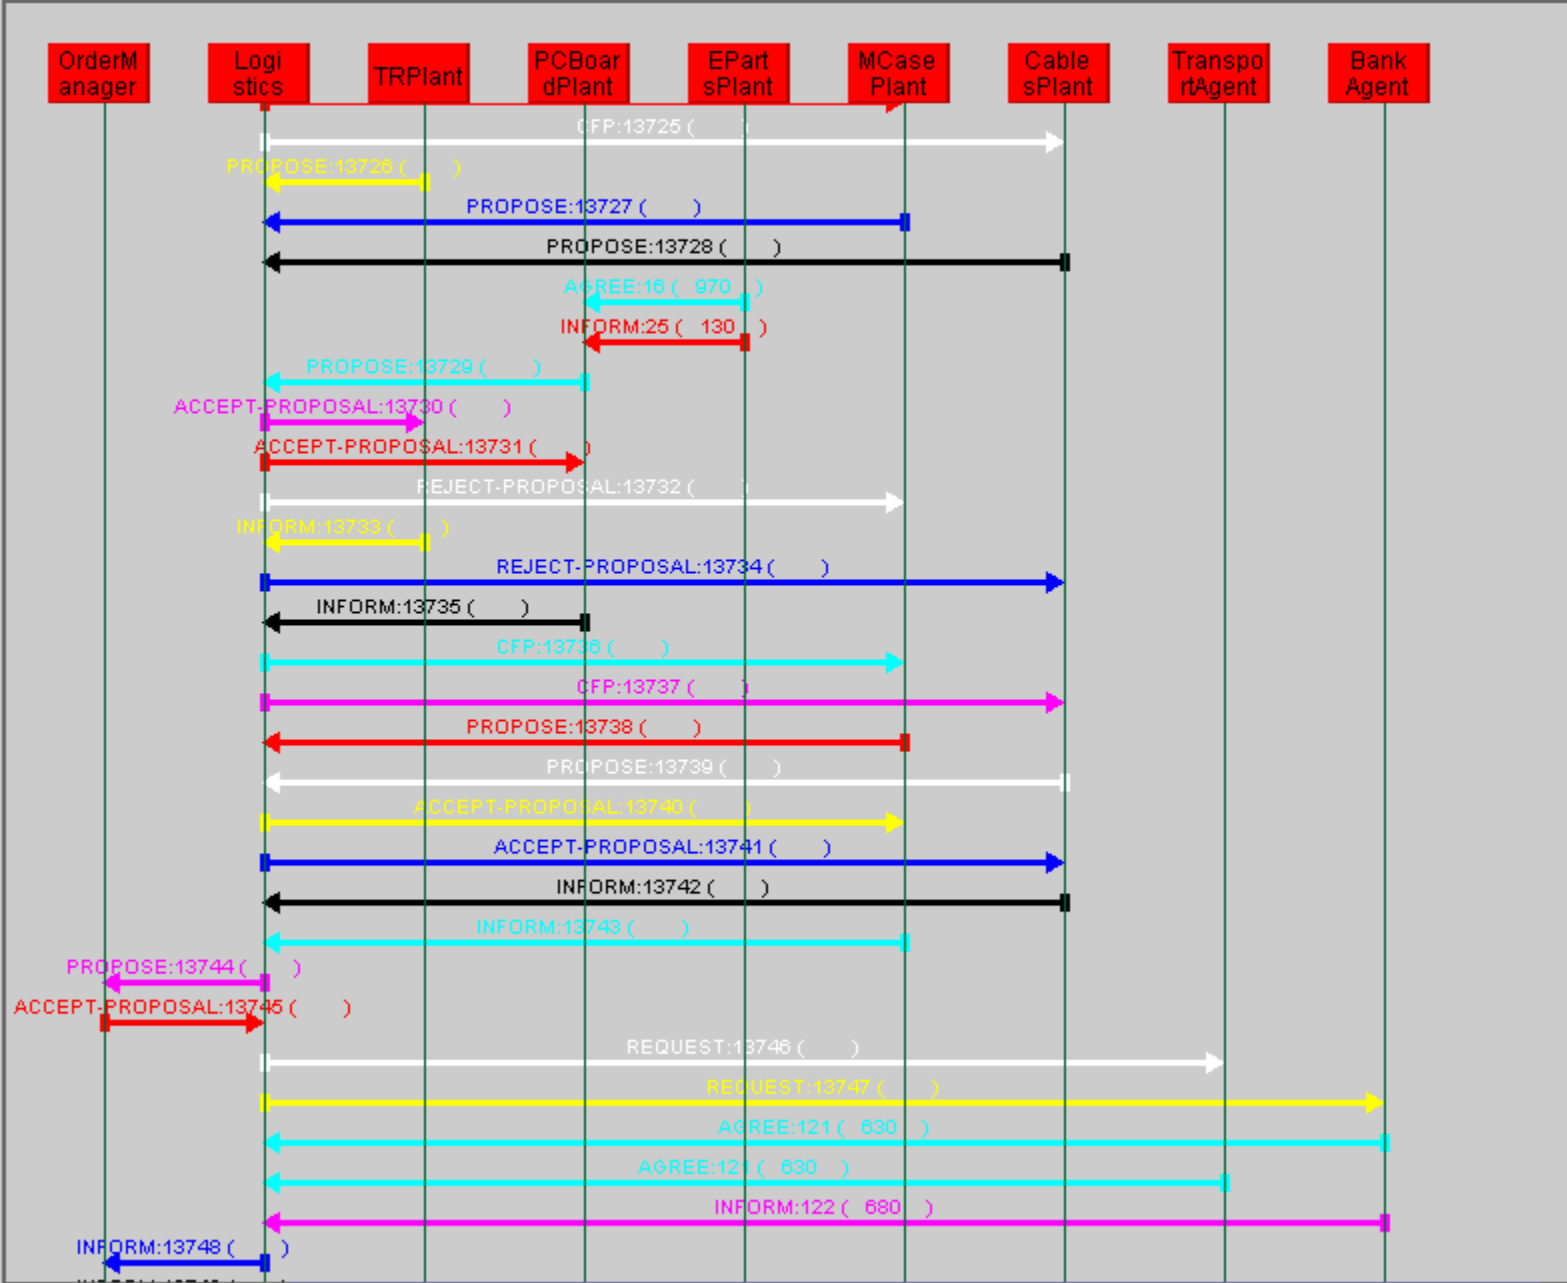 OrderM
anager
Logi
stics
TRPlant
PCBoar
dPlant
EPart
sPlant
MCase
Plant
Cable
sPlant
Transpo
rtAgent
Bank
Agent
CFP:13725 ( )
PROPOSE:13726 ( )
PROPOSE:13727 ( )
PROPOSE:13728 ( )
AGREE:16 ( 970 )
INFORM:25 ( 130 )
PROPOSE:13729 ( )
ACCEPT-PROPOSAL:13730 ( )
ACCEPT-PROPOSAL:13731 ( )
REJECT-PROPOSAL:13732 ( )
INFORM:13733 ( )
REJECT-PROPOSAL:13734 ( )
INFORM:13735 ( )
CFP:13736 ( )
CFP:13737 ( )
PROPOSE:13738 ( )
PROPOSE:13739 ( )
ACCEPT-PROPOSAL:13740 ( )
ACCEPT-PROPOSAL:13741 ( )
INFORM:13742 ( )
INFORM:13743 ( )
PROPOSE:13744 ( )
ACCEPT-PROPOSAL:13745 ( )
REQUEST:13746 ( )
REQUEST:13747 ( )
AGREE:121 ( 630 )
AGREE:121 ( 630 )
INFORM:122 ( 680 )
INFORM:13748 ( )